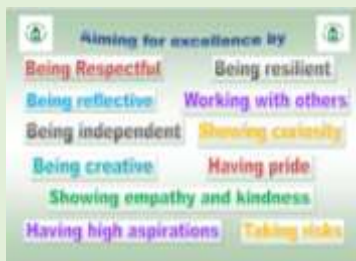 Aiming for excellence by
Being Respectful Being resilient
Being reflective Working with others
Being independent Showing curiosity
Being creative Having pride
Showing empathy and kindness
Having high aspirations Taking risks